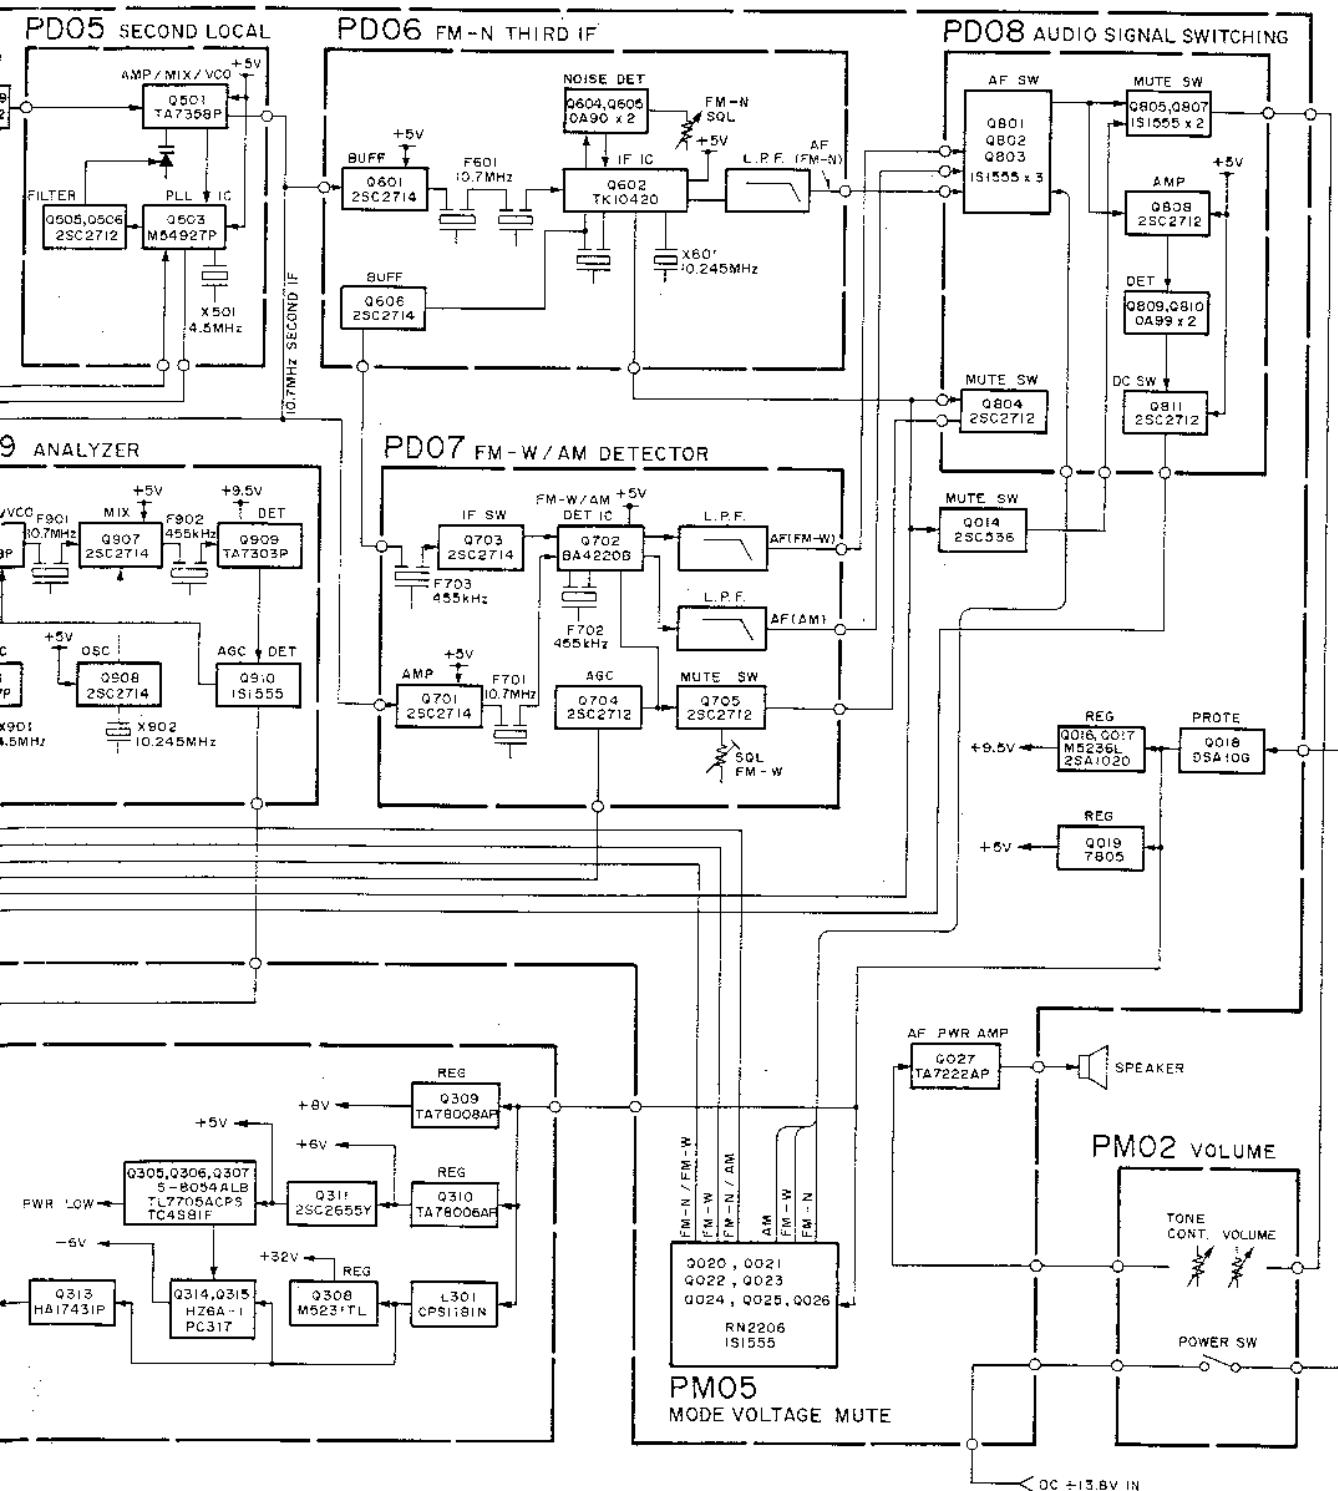 PD05 SECOND LOCAL
+5V
AMP/MIX/VCO
Q501
TA7358P
FILTER
Q505,Q506
2SC2712
PLL IC
Q503
M54927P
X501
4.5MHz
10.7MHz SECOND IF
PD06 FM-N THIRD IF
NOISE DET
Q604,Q605
OA90 x 2
FM-N
SQL
+5V
BUFF
Q601
2SC2714
F601
10.7MHz
IF IC
Q602
TK10420
+5V
L.P.F.
AF
(FM-N)
X601
10.245MHz
BUFF
Q606
2SC2714
PD08 AUDIO SIGNAL SWITCHING
AF SW
Q801
Q802
Q803
1S1555 x 3
MUTE SW
Q805,Q807
1S1555 x 2
+5V
AMP
Q808
2SC2712
DET
Q809,Q810
OA99 x 2
DC SW
Q811
2SC2712
MUTE SW
Q804
2SC2712
MUTE SW
Q014
2SC536
9 ANALYZER
/VCO
F901
10.7MHz
+5V
MIX
Q907
2SC2714
F902
455kHz
+9.5V
DET
Q909
TA7303P
+5V
OSC
Q908
2SC2714
X902
10.245MHz
AGC DET
Q910
1S1555
X901
4.5MHz
PD07 FM-W/AM DETECTOR
IF SW
Q703
2SC2714
F703
455kHz
FM-W/AM
DET IC
+5V
Q702
BA4220B
F702
455kHz
L.P.F.
AF(FM-W)
L.P.F.
AF(AM)
+5V
AMP
Q701
2SC2714
F701
10.7MHz
AGC
Q704
2SC2712
MUTE SW
Q705
2SC2712
SQL
FM-W
REG
Q016,Q017
M5236L
2SA1020
+9.5V
PROTE
Q018
DSA10G
REG
Q019
7805
+5V
AF PWR AMP
Q027
TA7222AP
SPEAKER
REG
Q309
TA78008AP
+8V
+5V
+6V
Q305,Q306,Q307
S-8054ALB
TL7705ACPS
TC4S81F
PWR LOW
Q311
2SC2655Y
REG
Q310
TA78006AP
-6V
+32V
REG
Q313
HA17431P
Q314,Q315
HZ6A-1
PC317
Q308
M5231TL
L301
CPS1181N
FM-N / FM-W
FM-W
FM-N / AM
AM
FM-W
FM-N
Q020, Q021
Q022, Q023
Q024, Q025, Q026
RN2206
1S1555
PM05
MODE VOLTAGE MUTE
PM02 VOLUME
TONE
CONT.
VOLUME
POWER SW
DC +13.8V IN